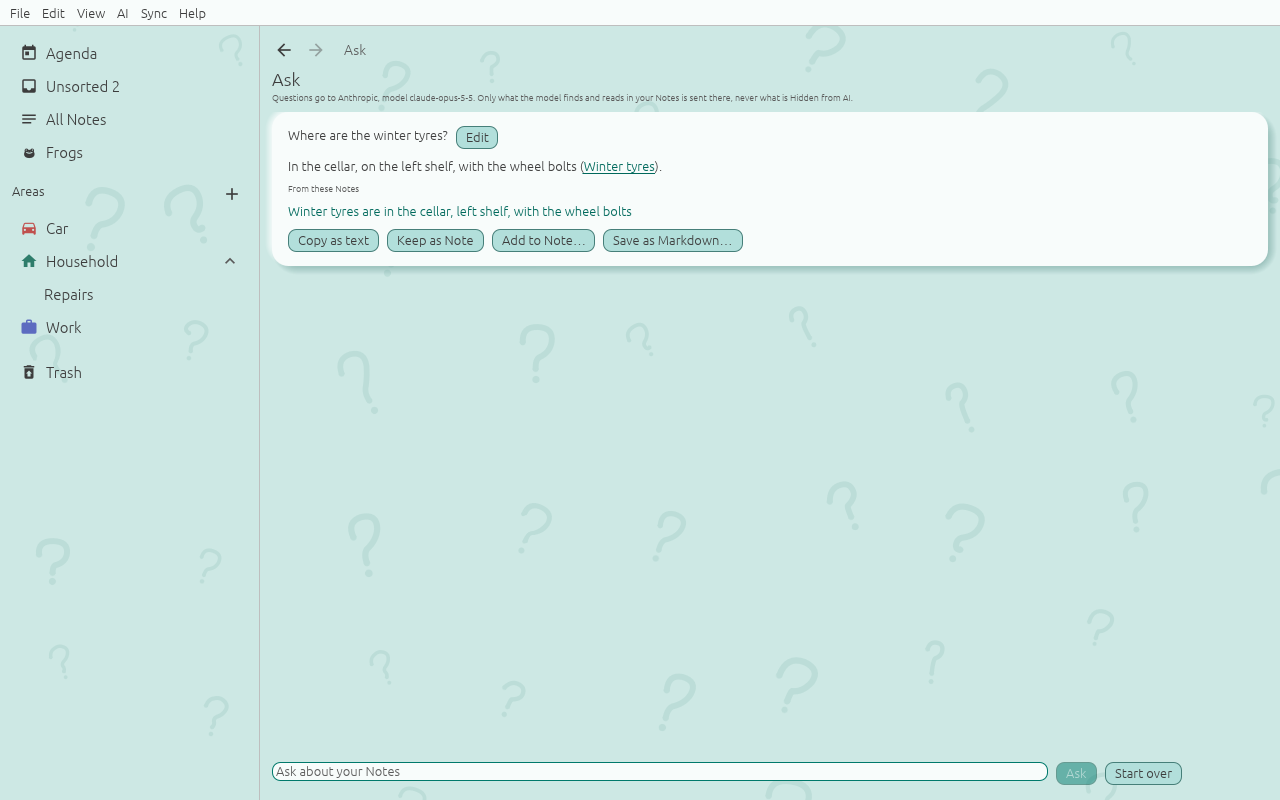 File Edit View AI Sync Help
Agenda
Unsorted 2
All Notes
Frogs
Areas
Car
Household
Repairs
Work
Trash
Ask
Ask
Questions go to Anthropic, model claude-opus-5-5. Only what the model finds and reads in your Notes is sent there, never what is Hidden from AI.
Where are the winter tyres? Edit
In the cellar, on the left shelf, with the wheel bolts (Winter tyres).
From these Notes
Winter tyres are in the cellar, left shelf, with the wheel bolts
Copy as text Keep as Note Add to Note... Save as Markdown...
Ask about your Notes Ask Start over